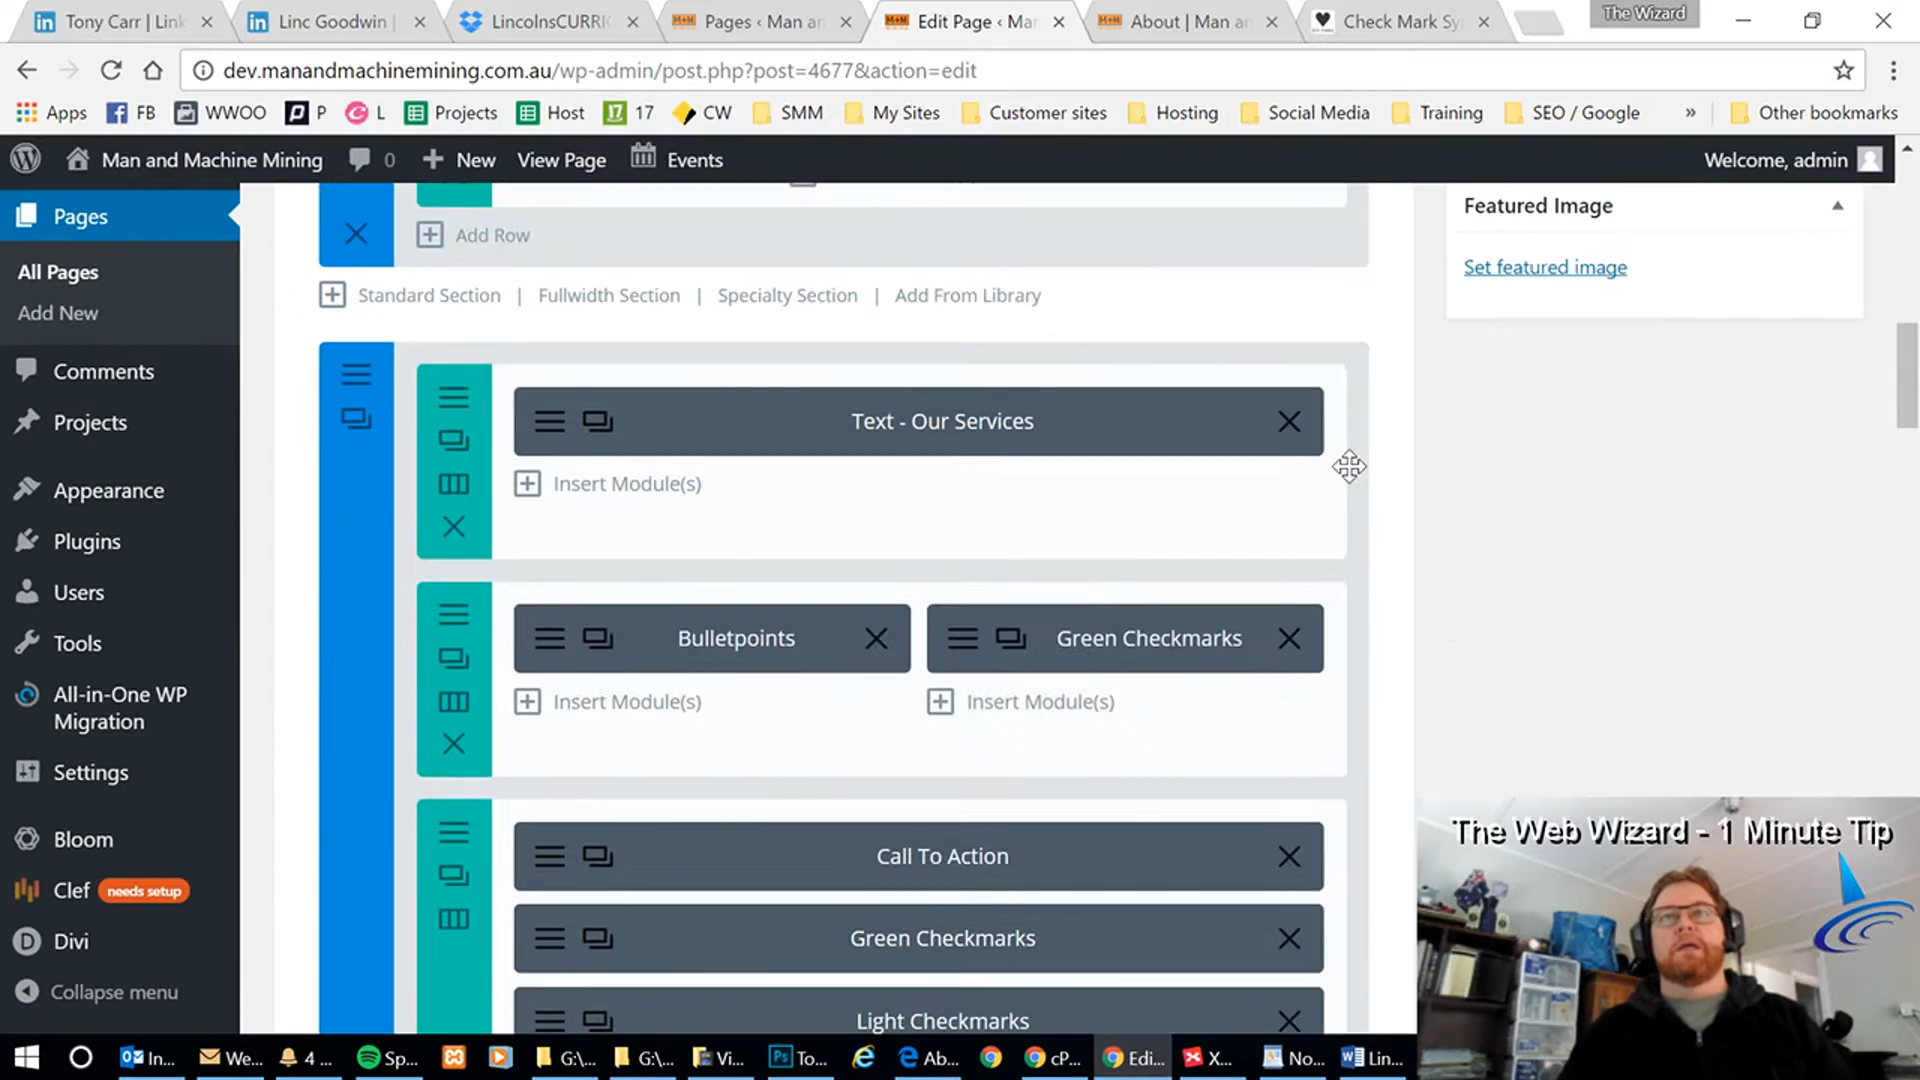 Tony Carr | Link
Linc Goodwin |
LincolnsCURRI
Pages ‹ Man an
Edit Page ‹ Mar
About | Man an
Check Mark Sy
The Wizard
dev.manandmachinemining.com.au/wp-admin/post.php?post=4677&action=edit
Apps
FB
WWOO
P
L
Projects
Host
17
CW
SMM
My Sites
Customer sites
Hosting
Social Media
Training
SEO / Google
»
Other bookmarks
Man and Machine Mining
0
New
View Page
Events
Welcome, admin
Pages
All Pages
Add New
Comments
Projects
Appearance
Plugins
Users
Tools
All-in-One WP
Migration
Settings
Bloom
Clef needs setup
Divi
Collapse menu
Add Row
Standard Section | Fullwidth Section | Specialty Section | Add From Library
Text - Our Services
Insert Module(s)
Bulletpoints
Green Checkmarks
Insert Module(s)
Insert Module(s)
Call To Action
Green Checkmarks
Light Checkmarks
Featured Image
Set featured image
The Web Wizard - 1 Minute Tip
In...
We...
4 ...
Sp...
G:\...
G:\...
Vi...
To...
Ab...
cP...
Edi...
X...
No...
Lin...